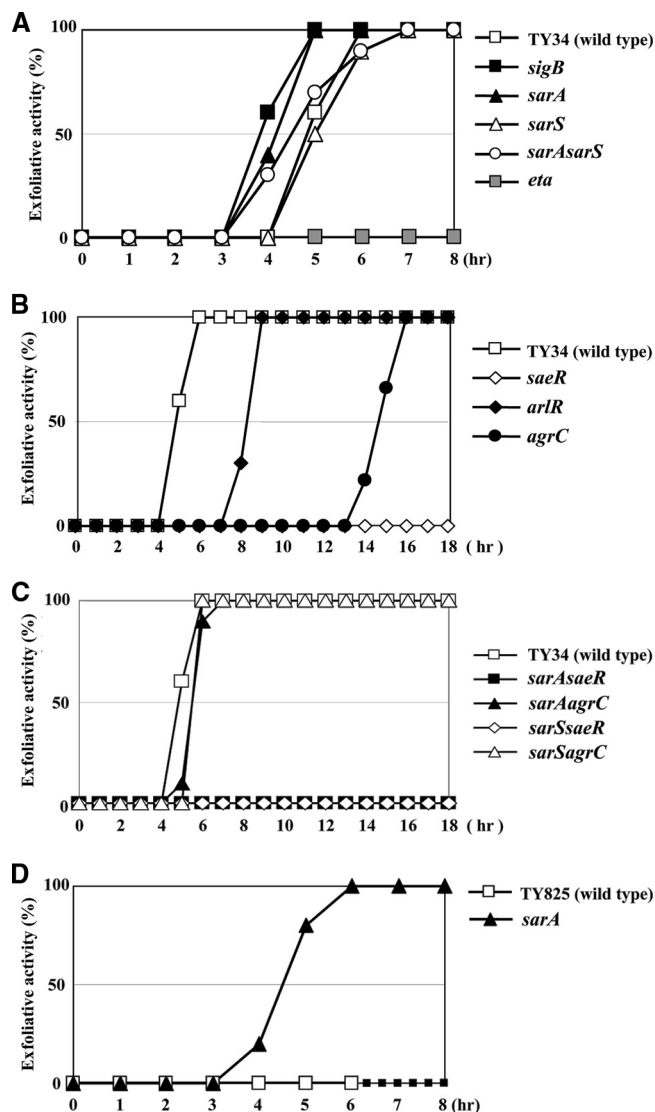 A
Exfoliative activity (%)
100
50
0
0 1 2 3 4 5 6 7 8 (hr)
TY34 (wild type)
sigB
sarA
sarS
sarAsarS
eta
B
Exfoliative activity (%)
100
50
0
0 2 4 6 8 10 12 14 16 18 ( hr )
TY34 (wild type)
saeR
arlR
agrC
C
Exfoliative activity (%)
100
50
0
0 2 4 6 8 10 12 14 16 18 ( hr )
TY34 (wild type)
sarAsaeR
sarAagrC
sarSsaeR
sarSagrC
D
Exfoliative activity (%)
100
50
0
0 1 2 3 4 5 6 7 8 (hr)
TY825 (wild type)
sarA